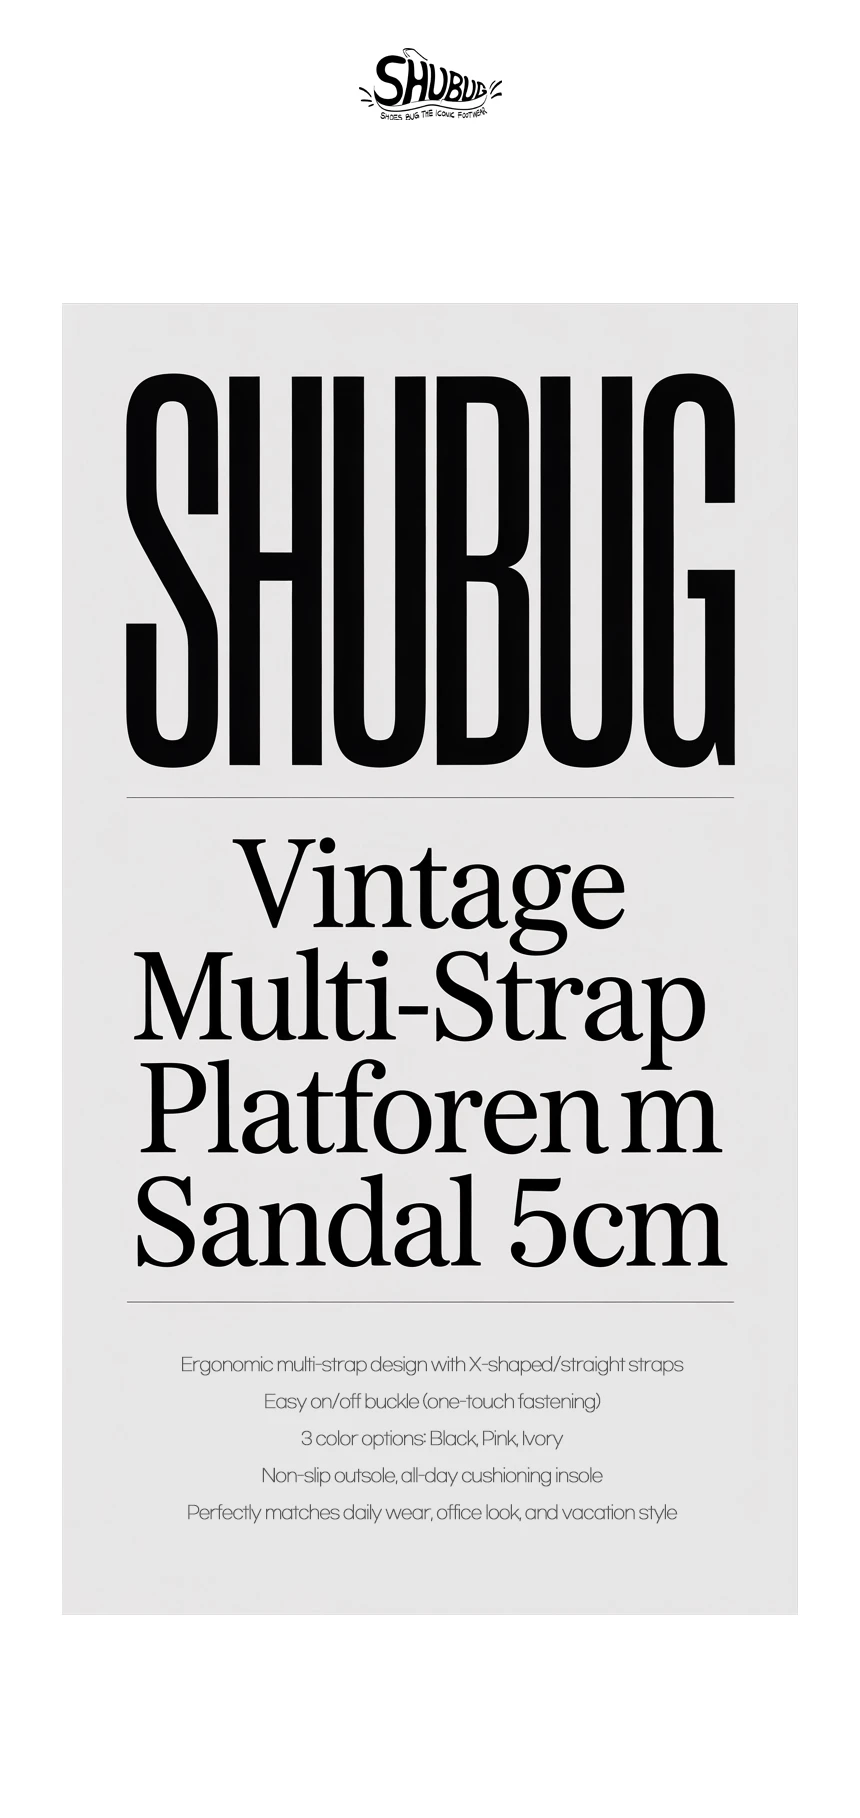 SHUBUG
SHOES BUG THE ICONIC FOOTWEAR
SHUBUG
Vintage
Multi-Strap
Platforen m
Sandal 5cm
Ergonomic multi-strap design with X-shaped/straight straps
Easy on/off buckle (one-touch fastening)
3 color options: Black, Pink, Ivory
Non-slip outsole, all-day cushioning insole
Perfectly matches daily wear, office look, and vacation style